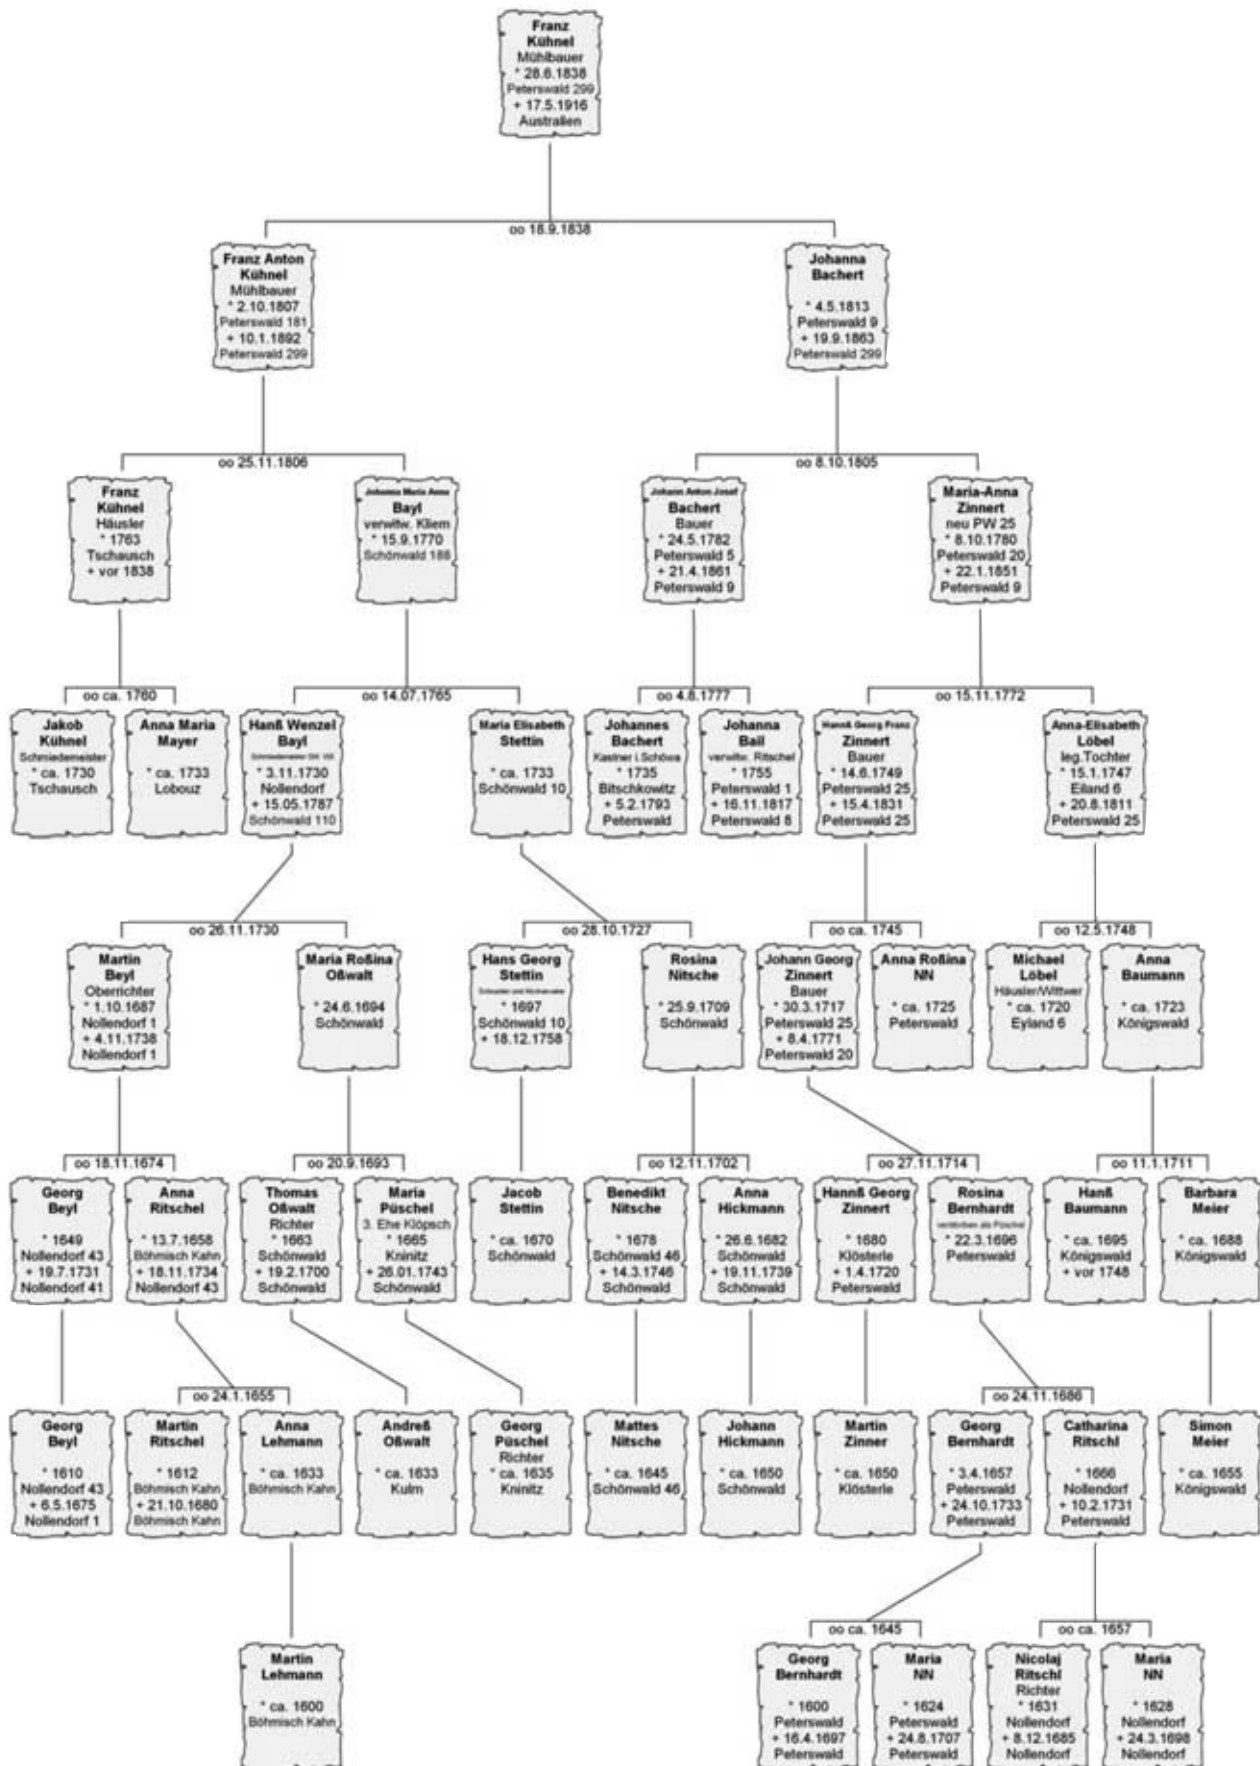 Franz
Kühnel
Mühlbauer
* 28.6.1838
Peterswald 299
+ 17.5.1916
Australien
oo 18.9.1838
Franz Anton
Kühnel
Mühlbauer
* 2.10.1807
Peterswald 181
+ 10.1.1892
Peterswald 299
Johanna
Bachert
* 4.5.1813
Peterswald 9
+ 19.9.1863
Peterswald 299
oo 25.11.1806
oo 8.10.1805
Franz
Kühnel
Häusler
* 1763
Tschausch
+ vor 1838
Johanna Maria Anna
Bayl
verwitw. Kliem
* 15.9.1770
Schönwald 188
Johann Anton Josef
Bachert
Bauer
* 24.5.1782
Peterswald 5
+ 21.4.1861
Peterswald 9
Maria-Anna
Zinnert
neu PW 25
* 8.10.1780
Peterswald 20
+ 22.1.1851
Peterswald 9
oo ca. 1760
oo 14.07.1765
oo 4.8.1777
oo 15.11.1772
Jakob
Kühnel
Schmiedemeister
* ca. 1730
Tschausch
Anna Maria
Mayer
* ca. 1733
Lobouz
Hanß Wenzel
Bayl
Schmiedemeister
* 3.11.1730
Nollendorf
+ 15.05.1787
Schönwald 110
Maria Elisabeth
Stettin
* ca. 1733
Schönwald 10
Johannes
Bachert
Kastner i.Schöwa
* 1735
Bitschkowitz
+ 5.2.1793
Peterswald
Johanna
Bail
verwitw. Ritschel
* 1755
Peterswald 1
+ 16.11.1817
Peterswald 8
Hannß Georg Franz
Zinnert
Bauer
* 14.6.1749
Peterswald 25
+ 15.4.1831
Peterswald 25
Anna-Elisabeth
Löbel
leg.Tochter
* 15.1.1747
Eiland 6
+ 20.8.1811
Peterswald 25
oo 26.11.1730
oo 28.10.1727
oo ca. 1745
oo 12.5.1748
Martin
Beyl
Oberrichter
* 1.10.1687
Nollendorf 1
+ 4.11.1738
Nollendorf 1
Maria Roßina
Oßwalt
* 24.6.1694
Schönwald
Hans Georg
Stettin
* 1697
Schönwald 10
+ 18.12.1758
Rosina
Nitsche
* 25.9.1709
Schönwald
Johann Georg
Zinnert
Bauer
* 30.3.1717
Peterswald 25
+ 8.4.1771
Peterswald 20
Anna Roßina
NN
* ca. 1725
Peterswald
Michael
Löbel
Häusler/Wittwer
* ca. 1720
Eyland 6
Anna
Baumann
* ca. 1723
Königswald
oo 18.11.1674
oo 20.9.1693
oo 12.11.1702
oo 27.11.1714
oo 11.1.1711
Georg
Beyl
* 1649
Nollendorf 43
+ 19.7.1731
Nollendorf 41
Anna
Ritschel
* 13.7.1658
Böhmisch Kahn
+ 18.11.1734
Nollendorf 43
Thomas
Oßwalt
Richter
* 1663
Schönwald
+ 19.2.1700
Schönwald
Maria
Püschel
3. Ehe Klöpsch
* 1665
Kninitz
+ 26.01.1743
Schönwald
Jacob
Stettin
* ca. 1670
Schönwald
Benedikt
Nitsche
* 1678
Schönwald 46
+ 14.3.1746
Schönwald
Anna
Hickmann
* 26.6.1682
Schönwald
+ 19.11.1739
Schönwald
Hannß Georg
Zinnert
* 1680
Klösterle
+ 1.4.1720
Peterswald
Rosina
Bernhardt
verstorben als Püschel
* 22.3.1696
Peterswald
Hanß
Baumann
* ca. 1695
Königswald
+ vor 1748
Barbara
Meier
* ca. 1688
Königswald
oo 24.1.1655
oo 24.11.1686
Georg
Beyl
* 1610
Nollendorf 43
+ 6.5.1675
Nollendorf 1
Martin
Ritschel
* 1612
Böhmisch Kahn
+ 21.10.1680
Böhmisch Kahn
Anna
Lehmann
* ca. 1633
Böhmisch Kahn
Andreß
Oßwalt
* ca. 1633
Kulm
Georg
Püschel
Richter
* ca. 1635
Kninitz
Mattes
Nitsche
* ca. 1645
Schönwald 46
Johann
Hickmann
* ca. 1650
Schönwald
Martin
Zinner
* ca. 1650
Klösterle
Georg
Bernhardt
* 3.4.1657
Peterswald
+ 24.10.1733
Peterswald
Catharina
Ritschl
* 1666
Nollendorf
+ 10.2.1731
Peterswald
Simon
Meier
* ca. 1655
Königswald
oo ca. 1645
oo ca. 1657
Martin
Lehmann
* ca. 1600
Böhmisch Kahn
Georg
Bernhardt
* 1600
Peterswald
+ 16.4.1697
Peterswald
Maria
NN
* 1624
Peterswald
+ 24.8.1707
Peterswald
Nicolaj
Ritschl
Richter
* 1631
Nollendorf
+ 8.12.1685
Nollendorf
Maria
NN
* 1628
Nollendorf
+ 24.3.1698
Nollendorf